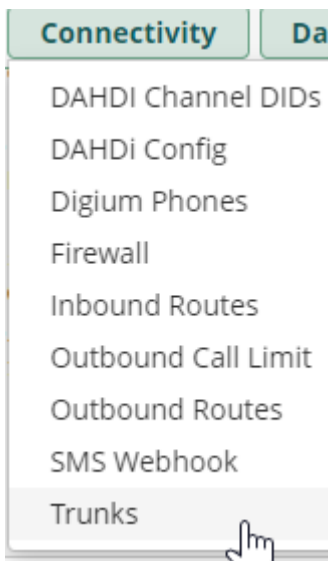 Connectivity Da
DAHDI Channel DIDs
DAHDi Config
Digium Phones
Firewall
Inbound Routes
Outbound Call Limit
Outbound Routes
SMS Webhook
Trunks